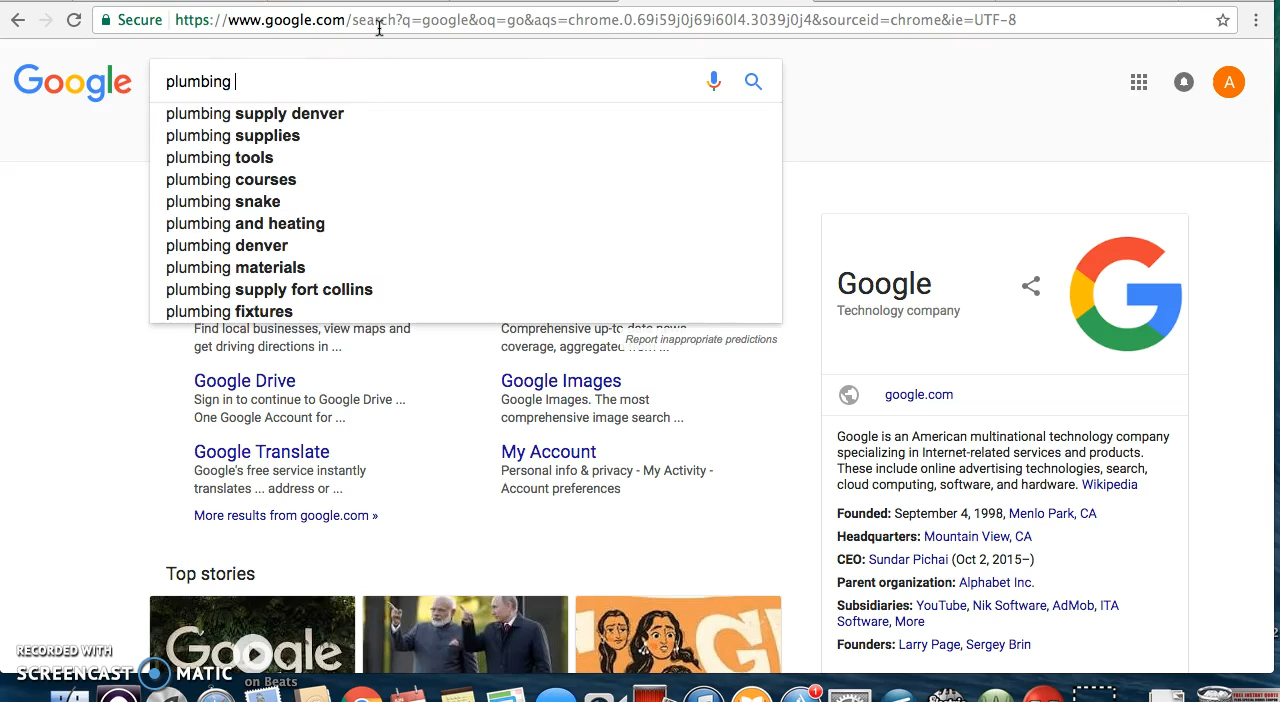 Secure
https://www.google.com/search?q=google&oq=go&aqs=chrome.0.69i59j0j69i60l4.3039j0j4&sourceid=chrome&ie=UTF-8
Google
plumbing
A
plumbing supply denver
plumbing supplies
plumbing tools
plumbing courses
plumbing snake
plumbing and heating
plumbing denver
plumbing materials
plumbing supply fort collins
plumbing fixtures
Report inappropriate predictions
Find local businesses, view maps and
get driving directions in ...
Comprehensive up-to-date news
coverage, aggregated
Google Drive
Sign in to continue to Google Drive ...
One Google Account for ...
Google Images
Google Images. The most
comprehensive image search ...
Google Translate
Google's free service instantly
translates ... address or ...
My Account
Personal info & privacy - My Activity -
Account preferences
More results from google.com »
Top stories
Google
on Beats
Google
Technology company
google.com
Google is an American multinational technology company
specializing in Internet-related services and products.
These include online advertising technologies, search,
cloud computing, software, and hardware. Wikipedia
Founded: September 4, 1998, Menlo Park, CA
Headquarters: Mountain View, CA
CEO: Sundar Pichai (Oct 2, 2015–)
Parent organization: Alphabet Inc.
Subsidiaries: YouTube, Nik Software, AdMob, ITA
Software, More
Founders: Larry Page, Sergey Brin
RECORDED WITH
SCREENCAST MATIC
1